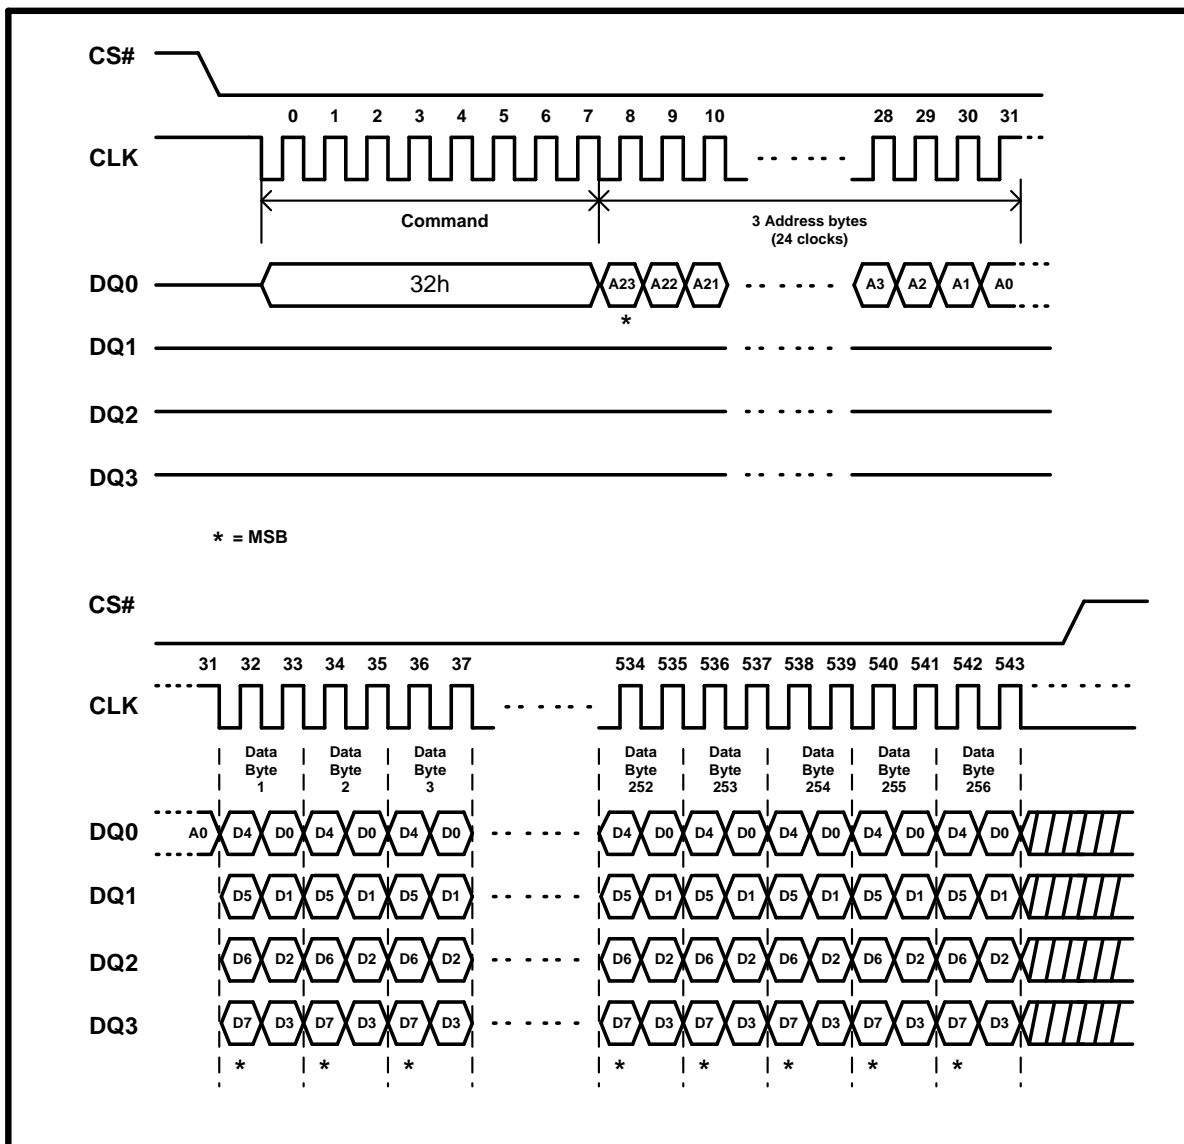 CS#
0 1 2 3 4 5 6 7 8 9 10 28 29 30 31
CLK
Command
3 Address bytes
(24 clocks)
DQ0 32h A23 A22 A21 A3 A2 A1 A0
*
DQ1
DQ2
DQ3
* = MSB
CS#
31 32 33 34 35 36 37 534 535 536 537 538 539 540 541 542 543
CLK
Data Byte 1
Data Byte 2
Data Byte 3
Data Byte 252
Data Byte 253
Data Byte 254
Data Byte 255
Data Byte 256
DQ0 A0 D4 D0 D4 D0 D4 D0 D4 D0 D4 D0 D4 D0 D4 D0 D4 D0
DQ1 D5 D1 D5 D1 D5 D1 D5 D1 D5 D1 D5 D1 D5 D1 D5 D1
DQ2 D6 D2 D6 D2 D6 D2 D6 D2 D6 D2 D6 D2 D6 D2 D6 D2
DQ3 D7 D3 D7 D3 D7 D3 D7 D3 D7 D3 D7 D3 D7 D3 D7 D3
* * * * * * * *